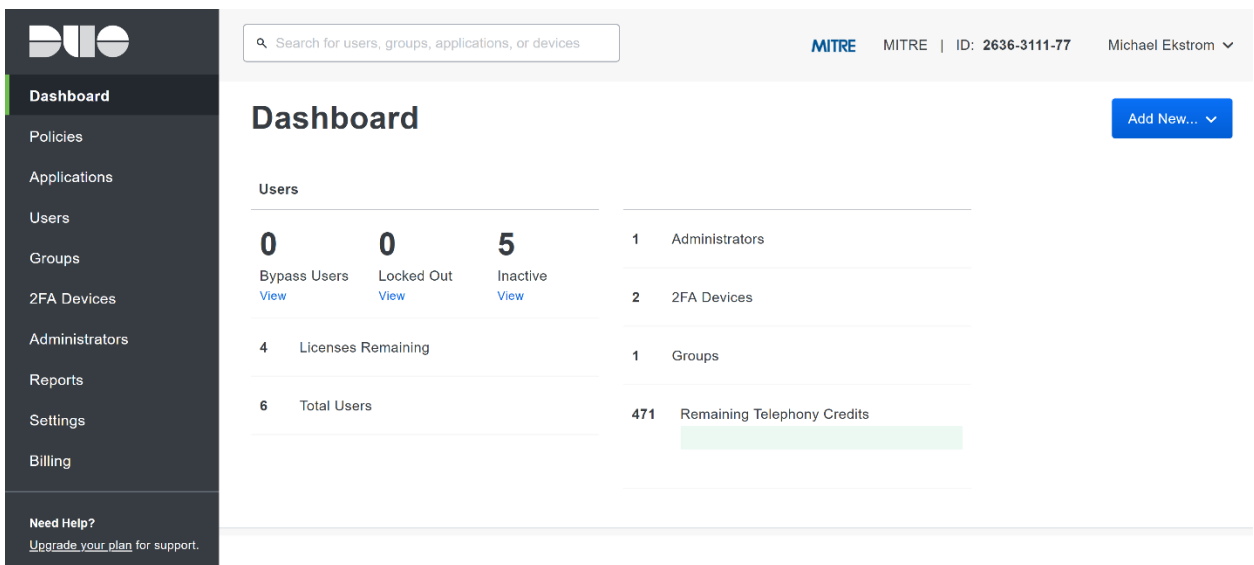 DUO
Search for users, groups, applications, or devices
MITRE MITRE | ID: 2636-3111-77 Michael Ekstrom
Dashboard
Policies
Applications
Users
Groups
2FA Devices
Administrators
Reports
Settings
Billing
Need Help?
Upgrade your plan for support.
Dashboard
Add New...
Users
0 0 5
Bypass Users Locked Out Inactive
View View View
4 Licenses Remaining
6 Total Users
1 Administrators
2 2FA Devices
1 Groups
471 Remaining Telephony Credits